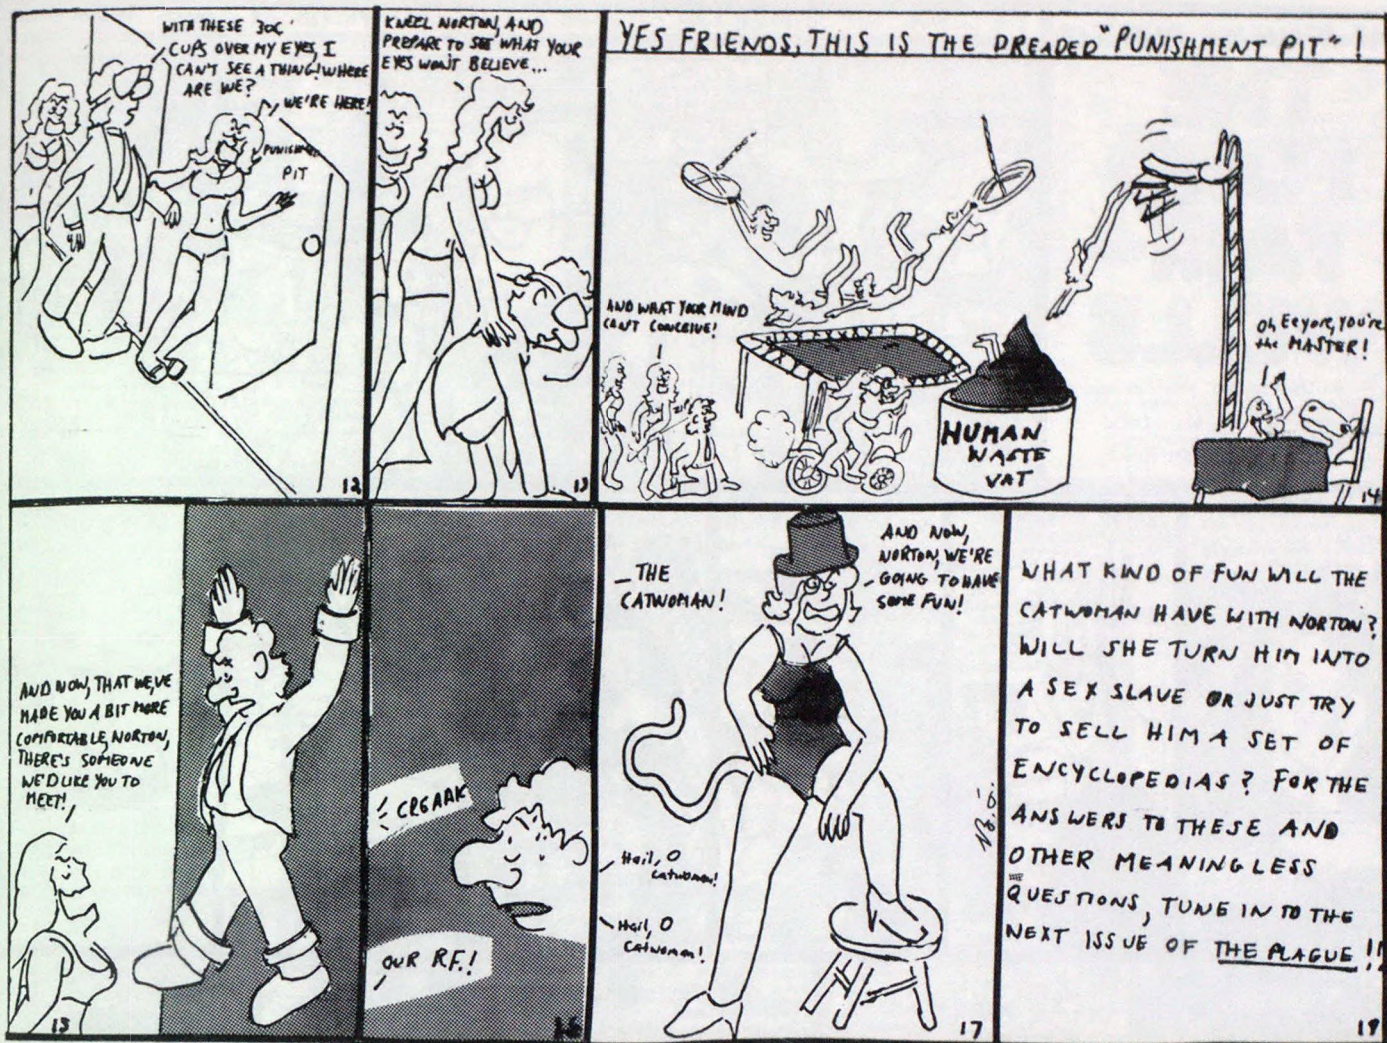 WITH THESE 30¢
CUPS OVER MY EYES, I
CAN'T SEE A THING! WHERE
ARE WE?
WE'RE HERE!
PUNISHMENT
PIT
12
KNEEL NORTON, AND
PREPARE TO SEE WHAT YOUR
EYES WON'T BELIEVE...
13
YES FRIENDS, THIS IS THE DREADED "PUNISHMENT PIT"!
AND WHAT YOUR MIND
CAN'T CONCEIVE!
HUMAN
WASTE
VAT
Oh Eeyore, you're
the MASTER!
14
AND NOW, THAT WE'VE
MADE YOU A BIT MORE
COMFORTABLE, NORTON,
THERE'S SOMEONE
WE'D LIKE YOU TO
MEET!
15
CREAAK
OUR R.F.!
16
THE
CATWOMAN!
AND NOW,
NORTON, WE'RE
GOING TO HAVE
SOME FUN!
Hail, O
Catwoman!
Hail, O
Catwoman!
17
WHAT KIND OF FUN WILL THE
CATWOMAN HAVE WITH NORTON?
WILL SHE TURN HIM INTO
A SEX SLAVE OR JUST TRY
TO SELL HIM A SET OF
ENCYCLOPEDIAS? FOR THE
ANSWERS TO THESE AND
OTHER MEANINGLESS
QUESTIONS, TUNE IN TO THE
NEXT ISSUE OF THE PLAGUE!!
18